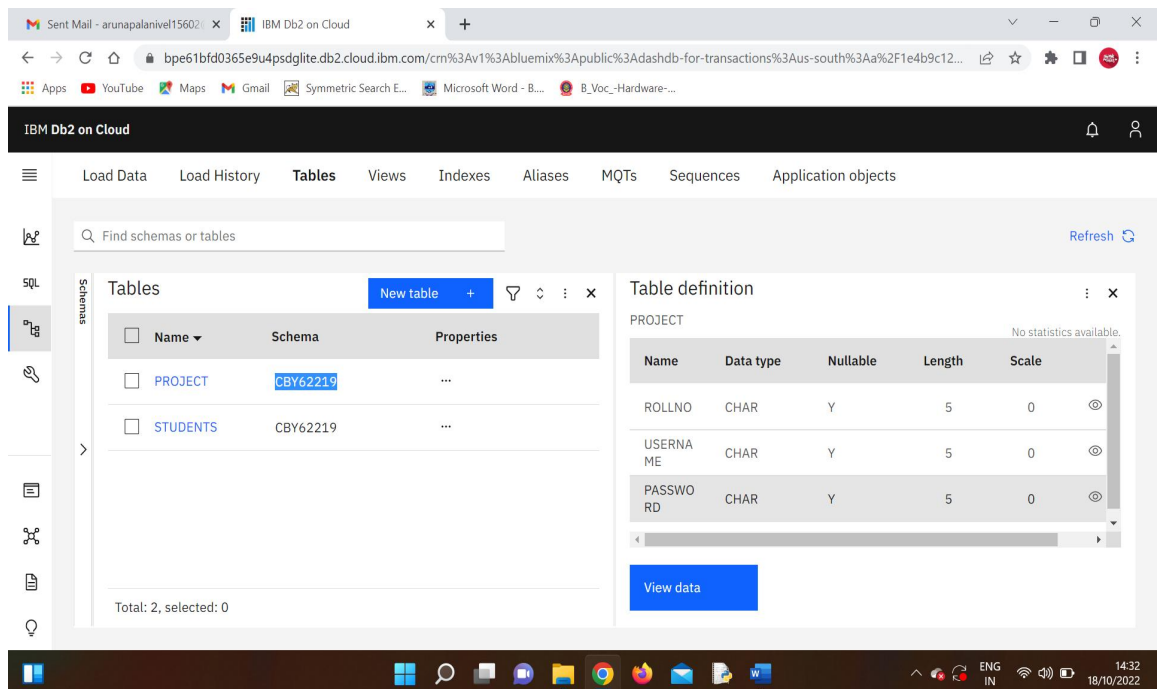 Sent Mail - arunapalanivel15602
IBM Db2 on Cloud
bpe61bfd0365e9u4psdglite.db2.cloud.ibm.com/crn%3Av1%3Abluemix%3Apublic%3Adashdb-for-transactions%3Aus-south%3Aa%2F1e4b9c12...
Apps
YouTube
Maps
Gmail
Symmetric Search E...
Microsoft Word - B....
B_Voc_-Hardware-...
IBM Db2 on Cloud
Load Data
Load History
Tables
Views
Indexes
Aliases
MQTs
Sequences
Application objects
Find schemas or tables
Refresh
SQL
Schemas
Tables
New table +
Name Schema Properties
PROJECT CBY62219 ...
STUDENTS CBY62219 ...
Total: 2, selected: 0
Table definition
PROJECT
No statistics available.
Name Data type Nullable Length Scale
ROLLNO CHAR Y 5 0
USERNA
ME CHAR Y 5 0
PASSWO
RD CHAR Y 5 0
View data
ENG
IN
14:32
18/10/2022